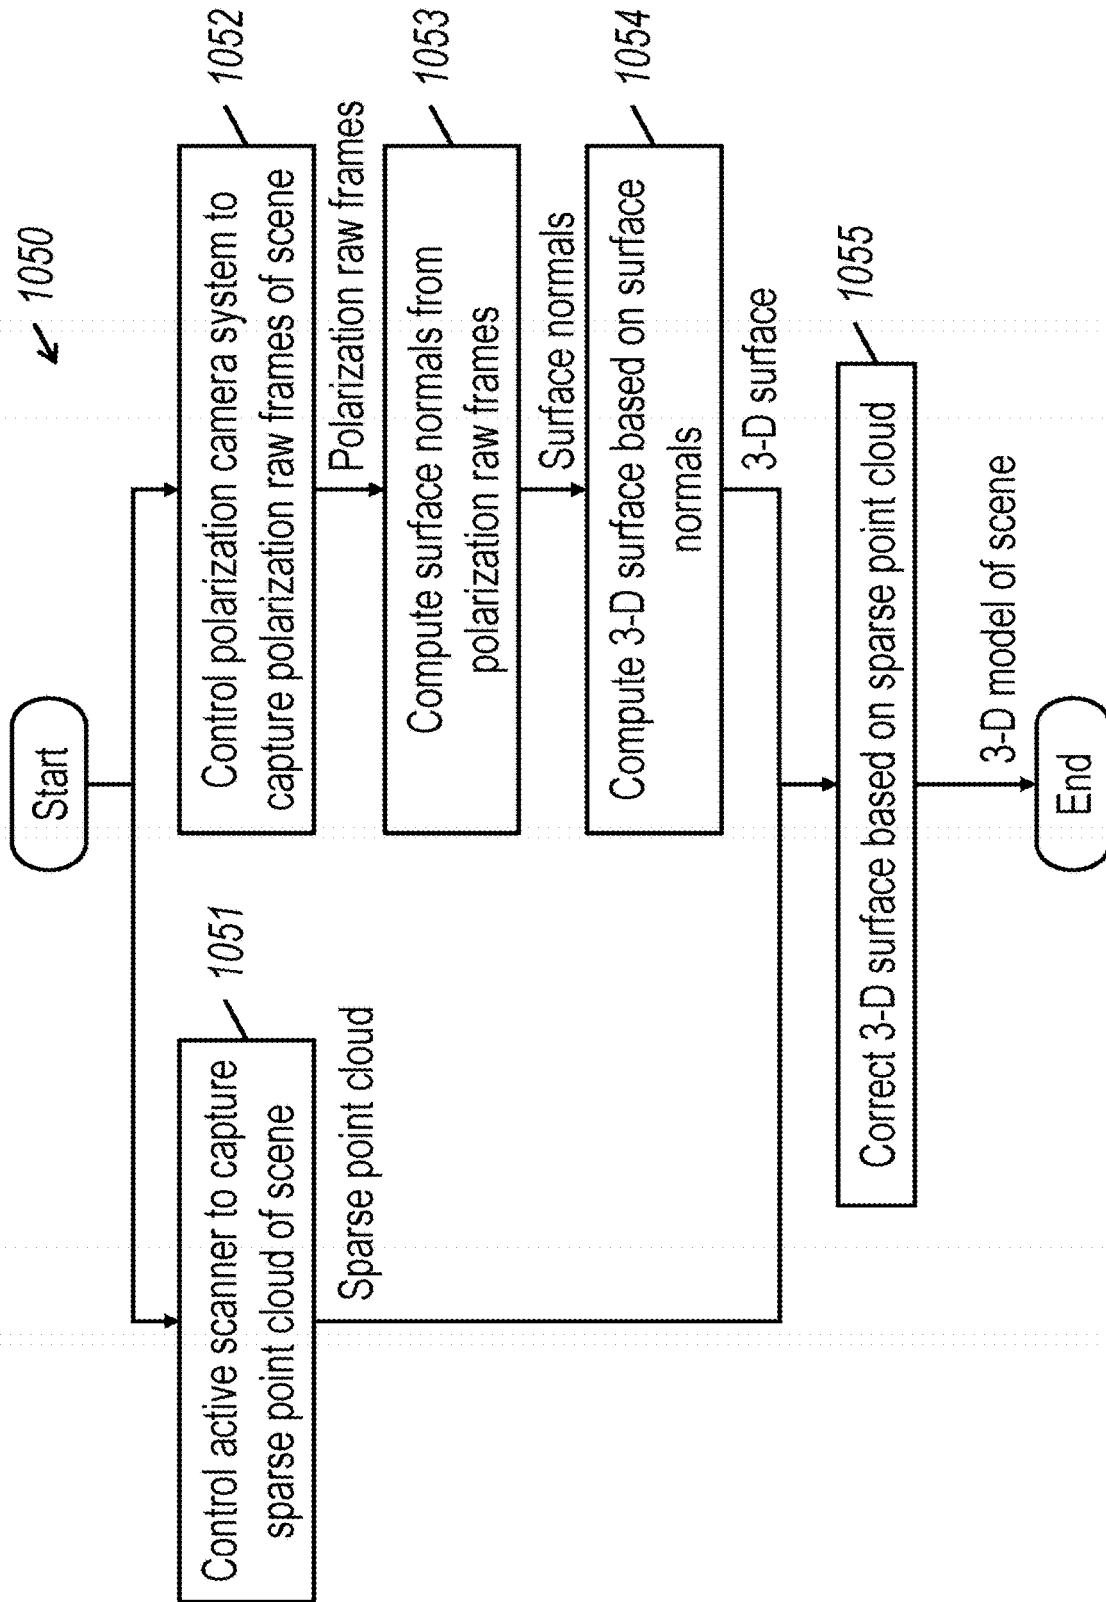 1050
Start
1051
Control active scanner to capture
sparse point cloud of scene
Sparse point cloud
1052
Control polarization camera system to
capture polarization raw frames of scene
Polarization raw frames
1053
Compute surface normals from
polarization raw frames
Surface normals
1054
Compute 3-D surface based on surface
normals
3-D surface
1055
Correct 3-D surface based on sparse point cloud
3-D model of scene
End